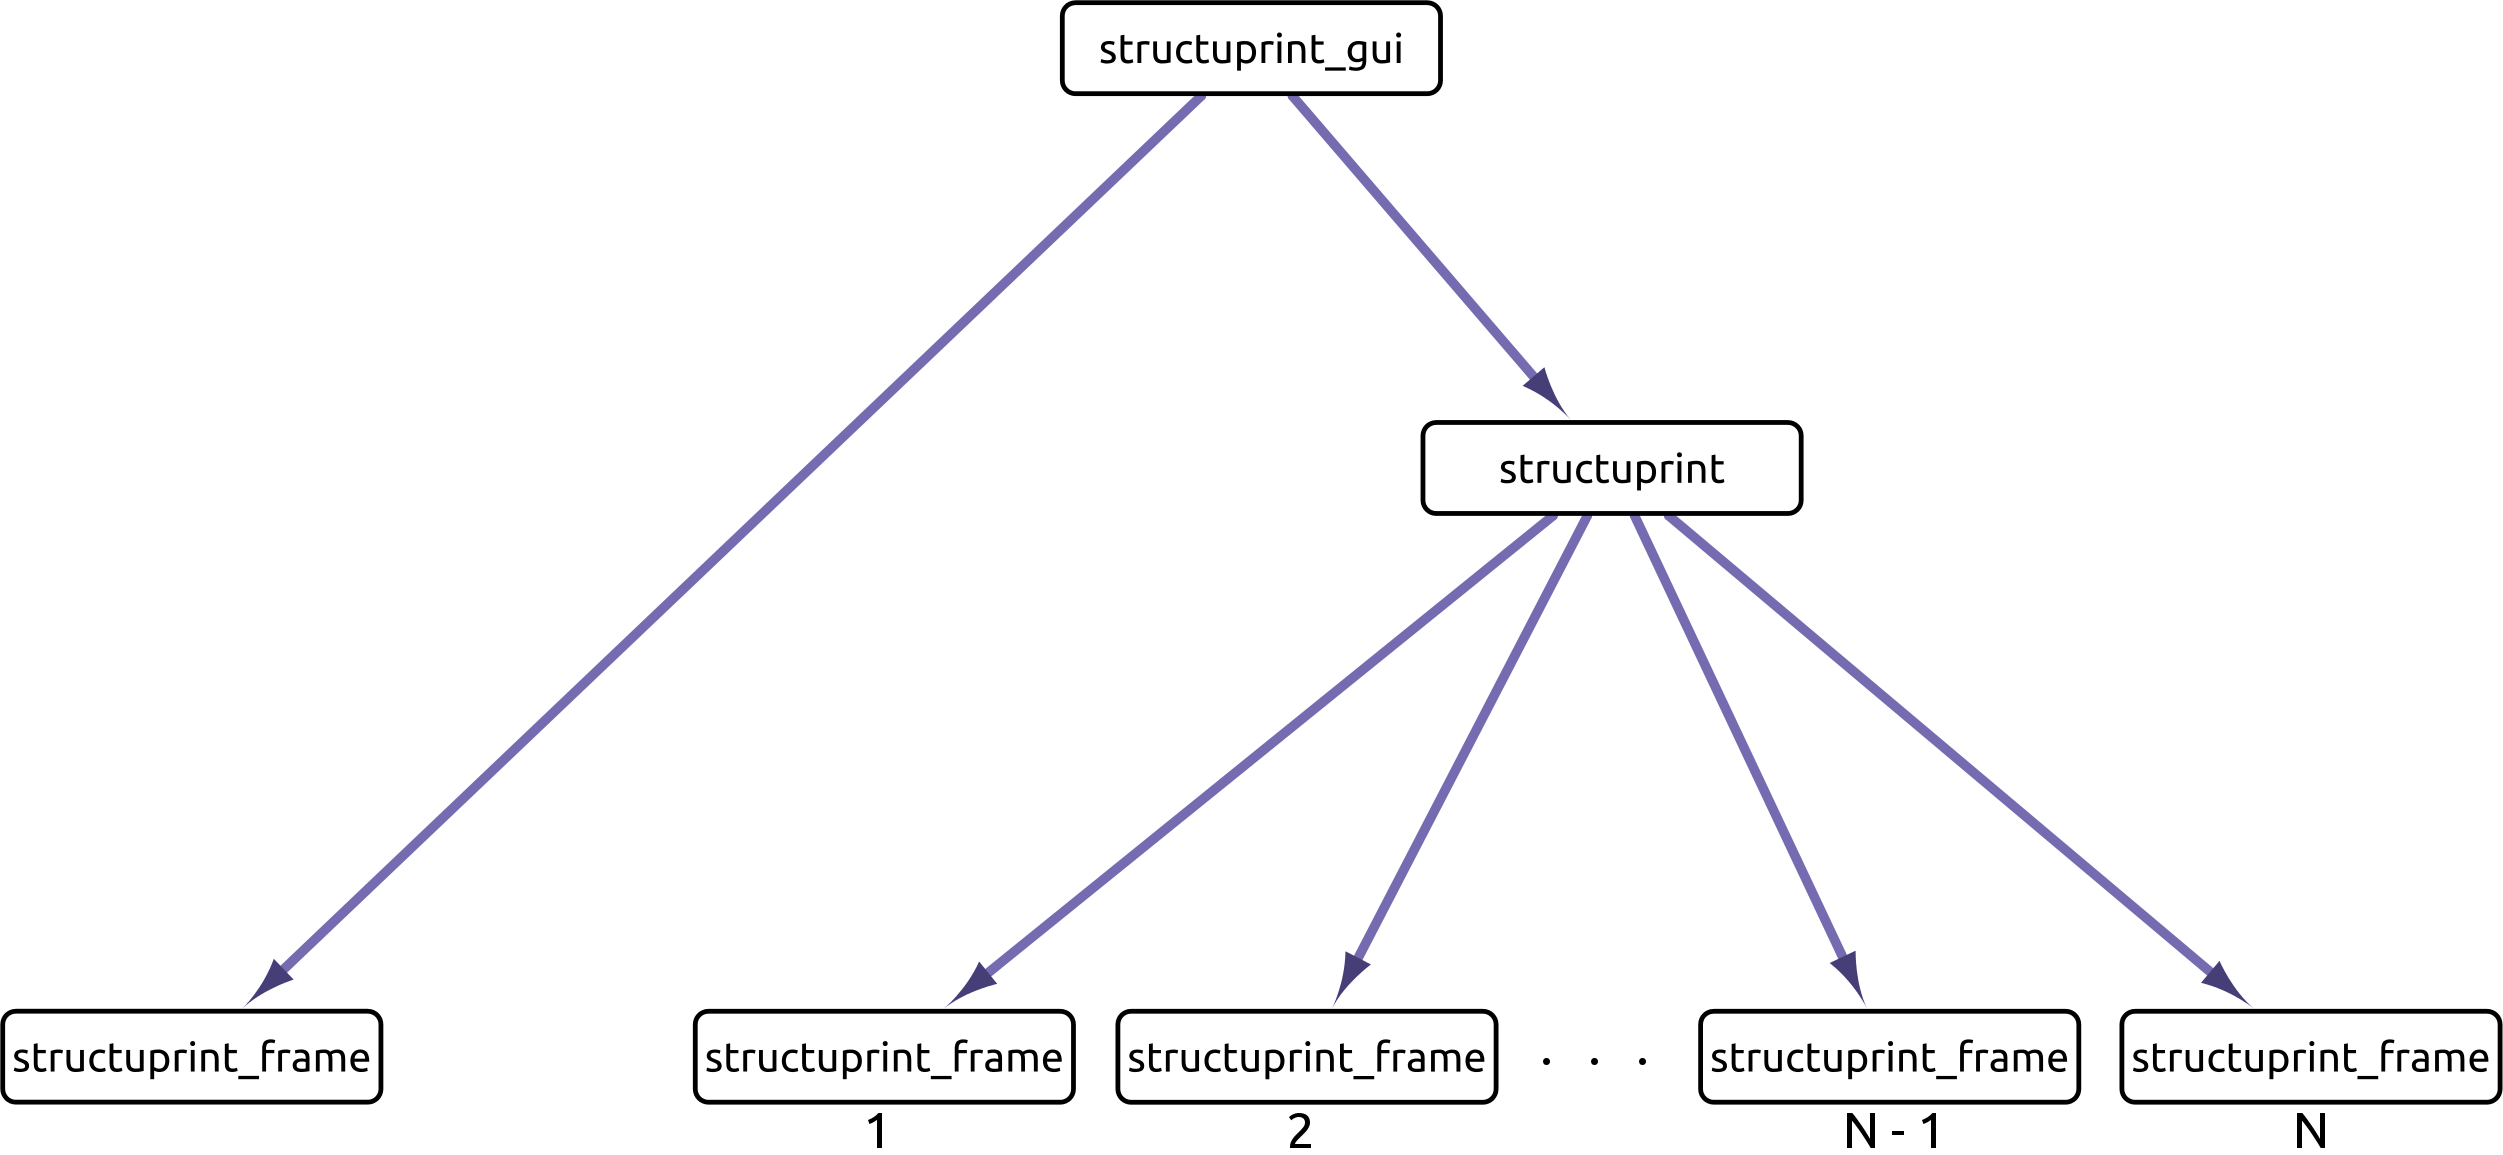 structuprint_gui
structuprint
structuprint_frame
structuprint_frame
structuprint_frame
. . .
structuprint_frame
structuprint_frame
1
2
N - 1
N